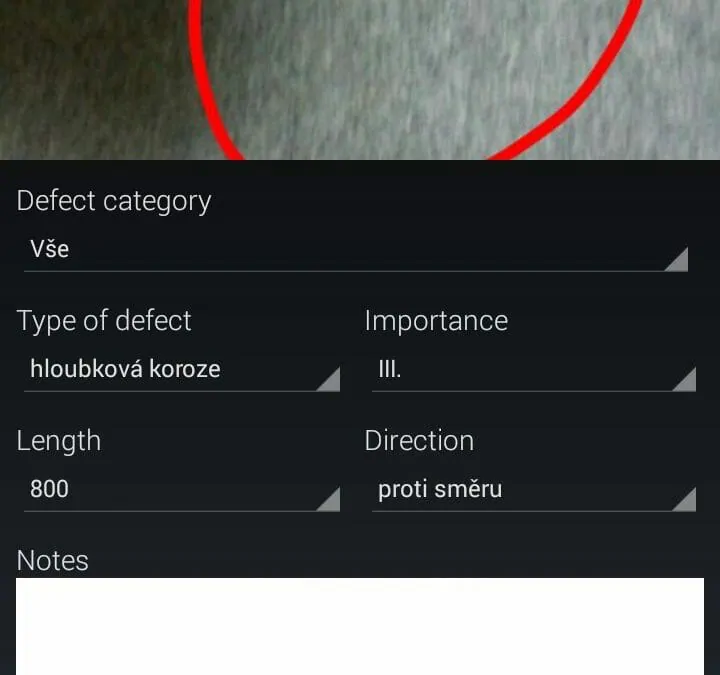 Defect category
Vše
Type of defect
Importance
hloubková koroze
III.
Length
Direction
800
proti směru
Notes